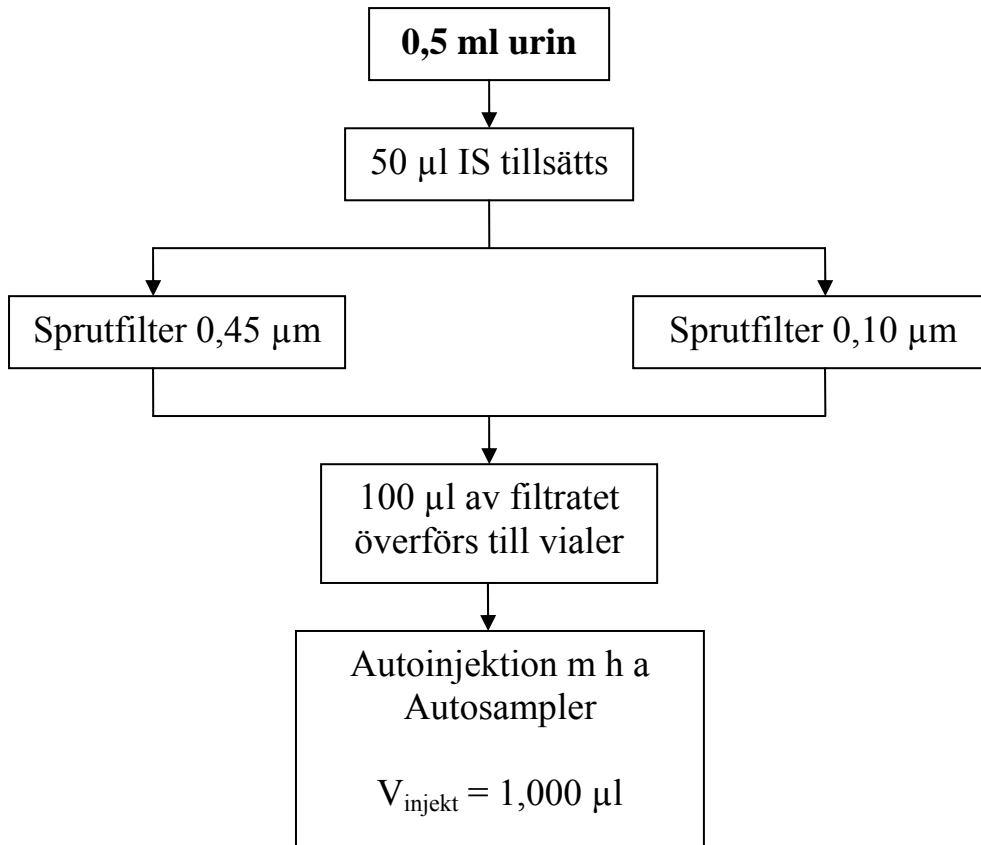 0,5 ml urin
50 µl IS tillsätts
Sprutfilter 0,45 µm
Sprutfilter 0,10 µm
100 µl av filtratet
överförs till vialer
Autoinjektion m h a
Autosampler
Vinjekt = 1,000 µl